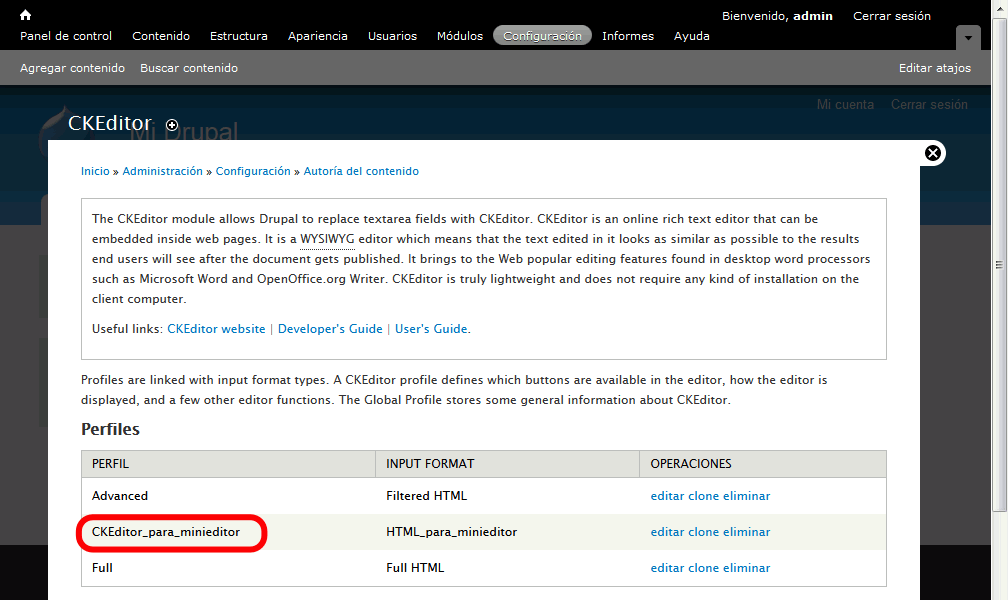 Bienvenido, admin Cerrar sesión
Panel de control Contenido Estructura Apariencia Usuarios Módulos Configuración Informes Ayuda
Agregar contenido Buscar contenido Editar atajos
Mi cuenta Cerrar sesión
CKEditor
Mi Drupal
Inicio » Administración » Configuración » Autoría del contenido
The CKEditor module allows Drupal to replace textarea fields with CKEditor. CKEditor is an online rich text editor that can be
embedded inside web pages. It is a WYSIWYG editor which means that the text edited in it looks as similar as possible to the results
end users will see after the document gets published. It brings to the Web popular editing features found in desktop word processors
such as Microsoft Word and OpenOffice.org Writer. CKEditor is truly lightweight and does not require any kind of installation on the
client computer.
Useful links: CKEditor website | Developer's Guide | User's Guide.
Profiles are linked with input format types. A CKEditor profile defines which buttons are available in the editor, how the editor is
displayed, and a few other editor functions. The Global Profile stores some general information about CKEditor.
Perfiles
PERFIL INPUT FORMAT OPERACIONES
Advanced Filtered HTML editar clone eliminar
CKEditor_para_minieditor HTML_para_minieditor editar clone eliminar
Full Full HTML editar clone eliminar